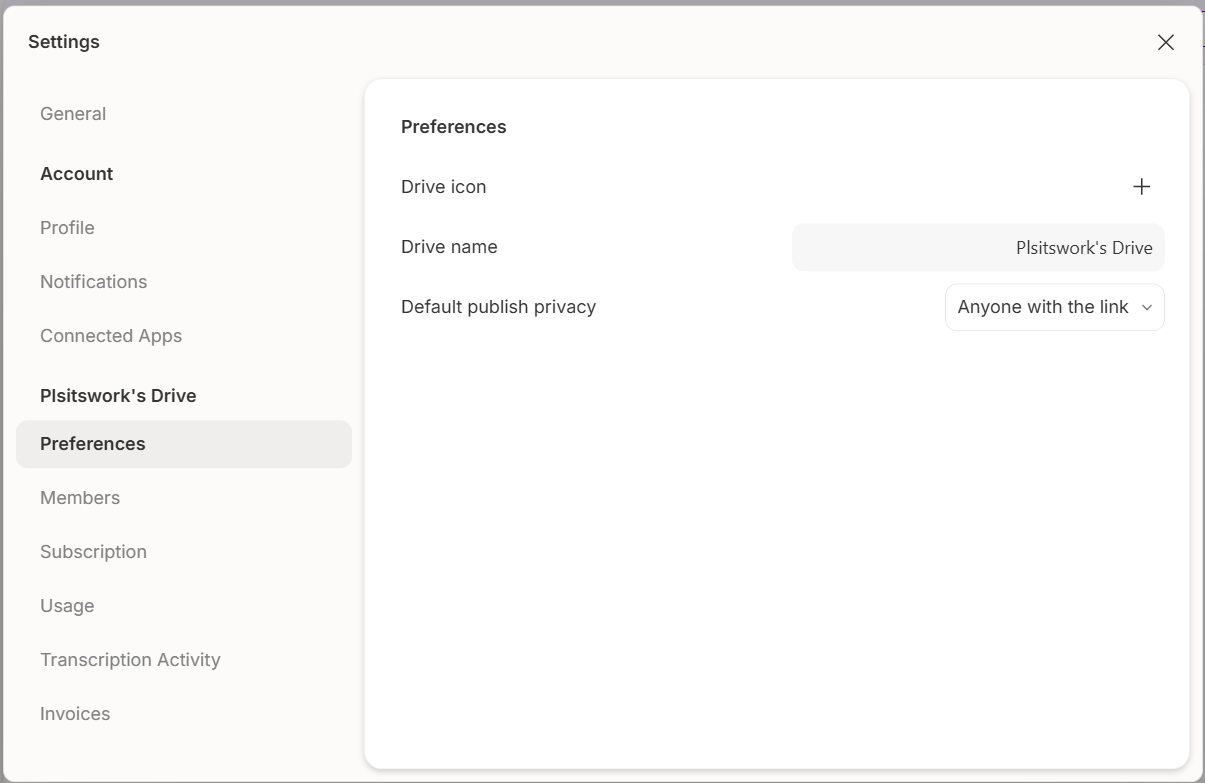 Settings
General
Account
Profile
Notifications
Connected Apps
Plsitswork's Drive
Preferences
Members
Subscription
Usage
Transcription Activity
Invoices
Preferences
Drive icon
Drive name
Plsitswork's Drive
Default publish privacy
Anyone with the link